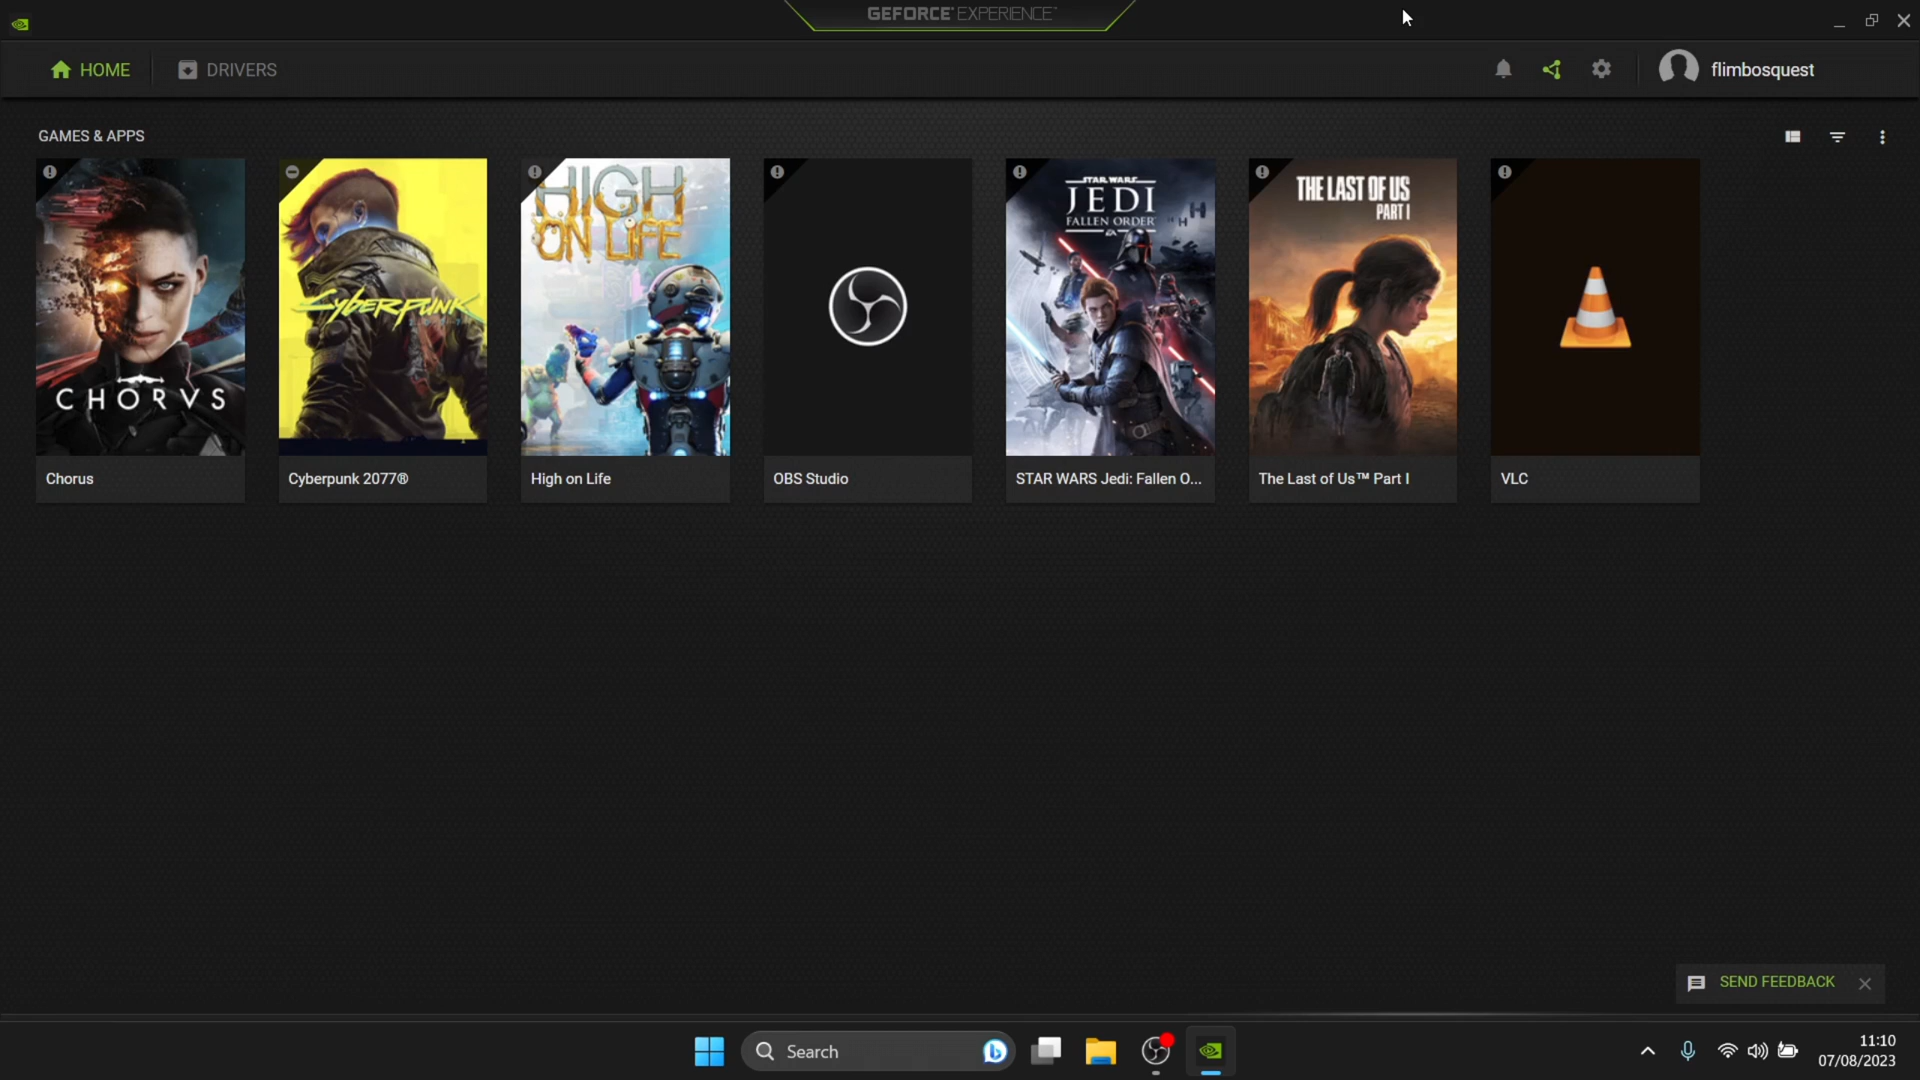 GEFORCE® EXPERIENCE™
HOME
DRIVERS
flimbosquest
GAMES & APPS
CHORVS
Chorus
CYBERPUNK
Cyberpunk 2077®
HIGH
ON LIFE
High on Life
OBS Studio
STAR WARS
JEDI
FALLEN ORDER
EA
STAR WARS Jedi: Fallen O...
THE LAST OF US
PART I
The Last of Us™ Part I
VLC
SEND FEEDBACK
Search
11:10
07/08/2023